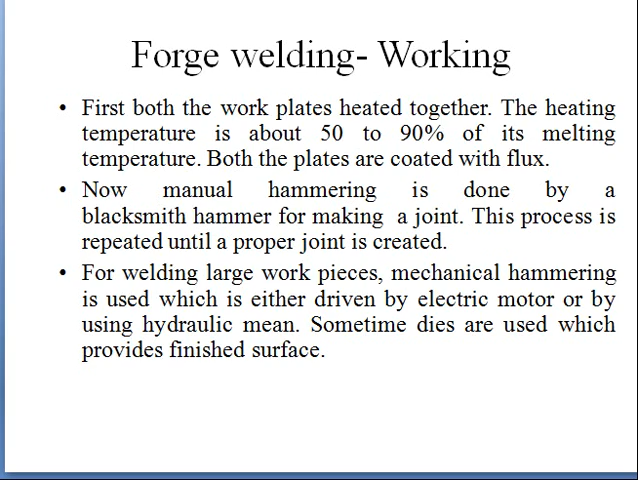 Forge welding- Working
• First both the work plates heated together. The heating
temperature is about 50 to 90% of its melting
temperature. Both the plates are coated with flux.
• Now manual hammering is done by a
blacksmith hammer for making a joint. This process is
repeated until a proper joint is created.
• For welding large work pieces, mechanical hammering
is used which is either driven by electric motor or by
using hydraulic mean. Sometime dies are used which
provides finished surface.